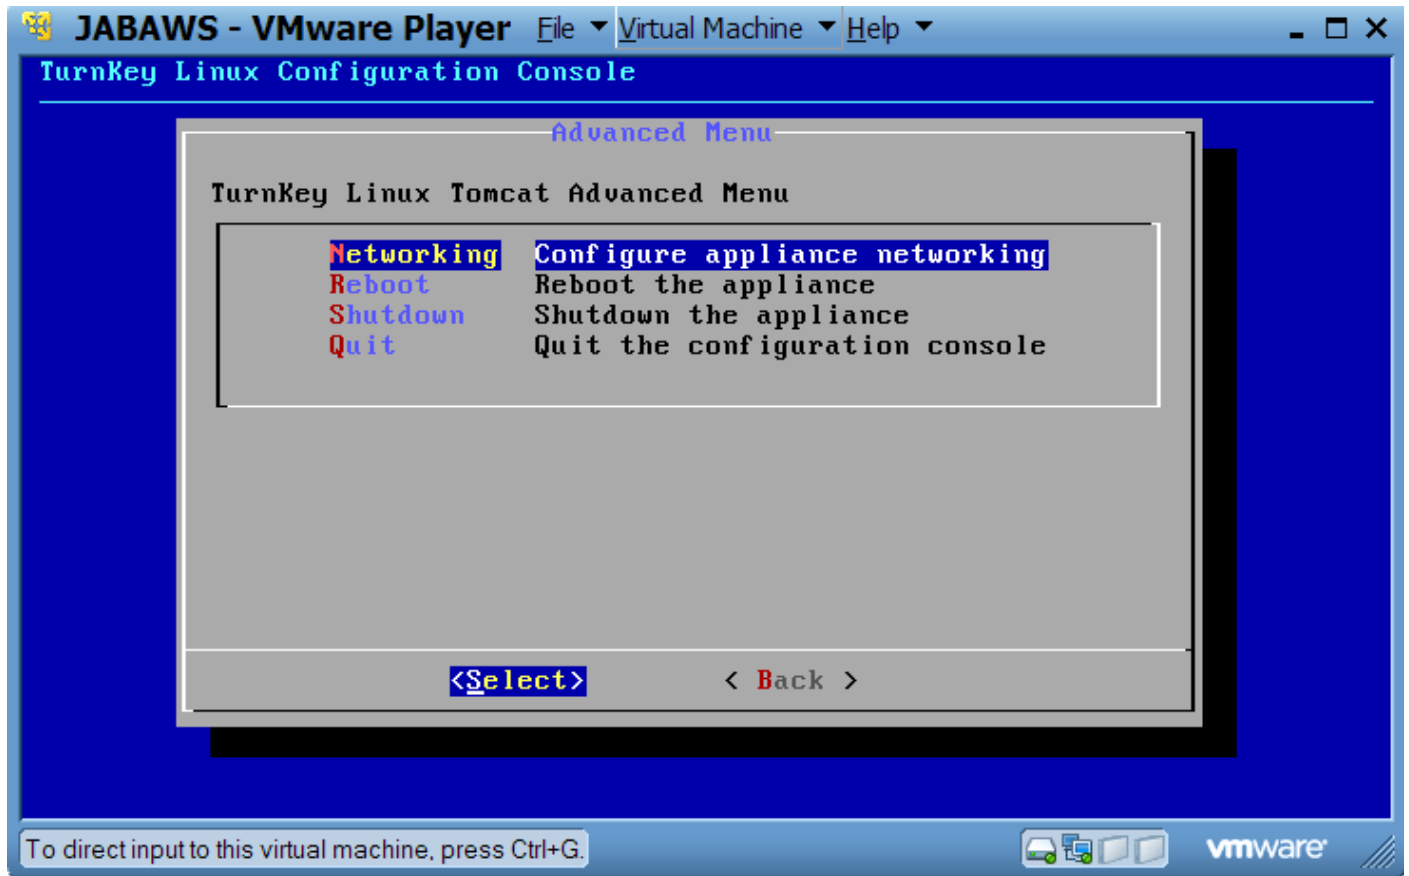 JABAWS - VMware Player File Virtual Machine Help
TurnKey Linux Configuration Console
Advanced Menu
TurnKey Linux Tomcat Advanced Menu
Networking Configure appliance networking
Reboot Reboot the appliance
Shutdown Shutdown the appliance
Quit Quit the configuration console
<Select> < Back >
To direct input to this virtual machine, press Ctrl+G. vmware